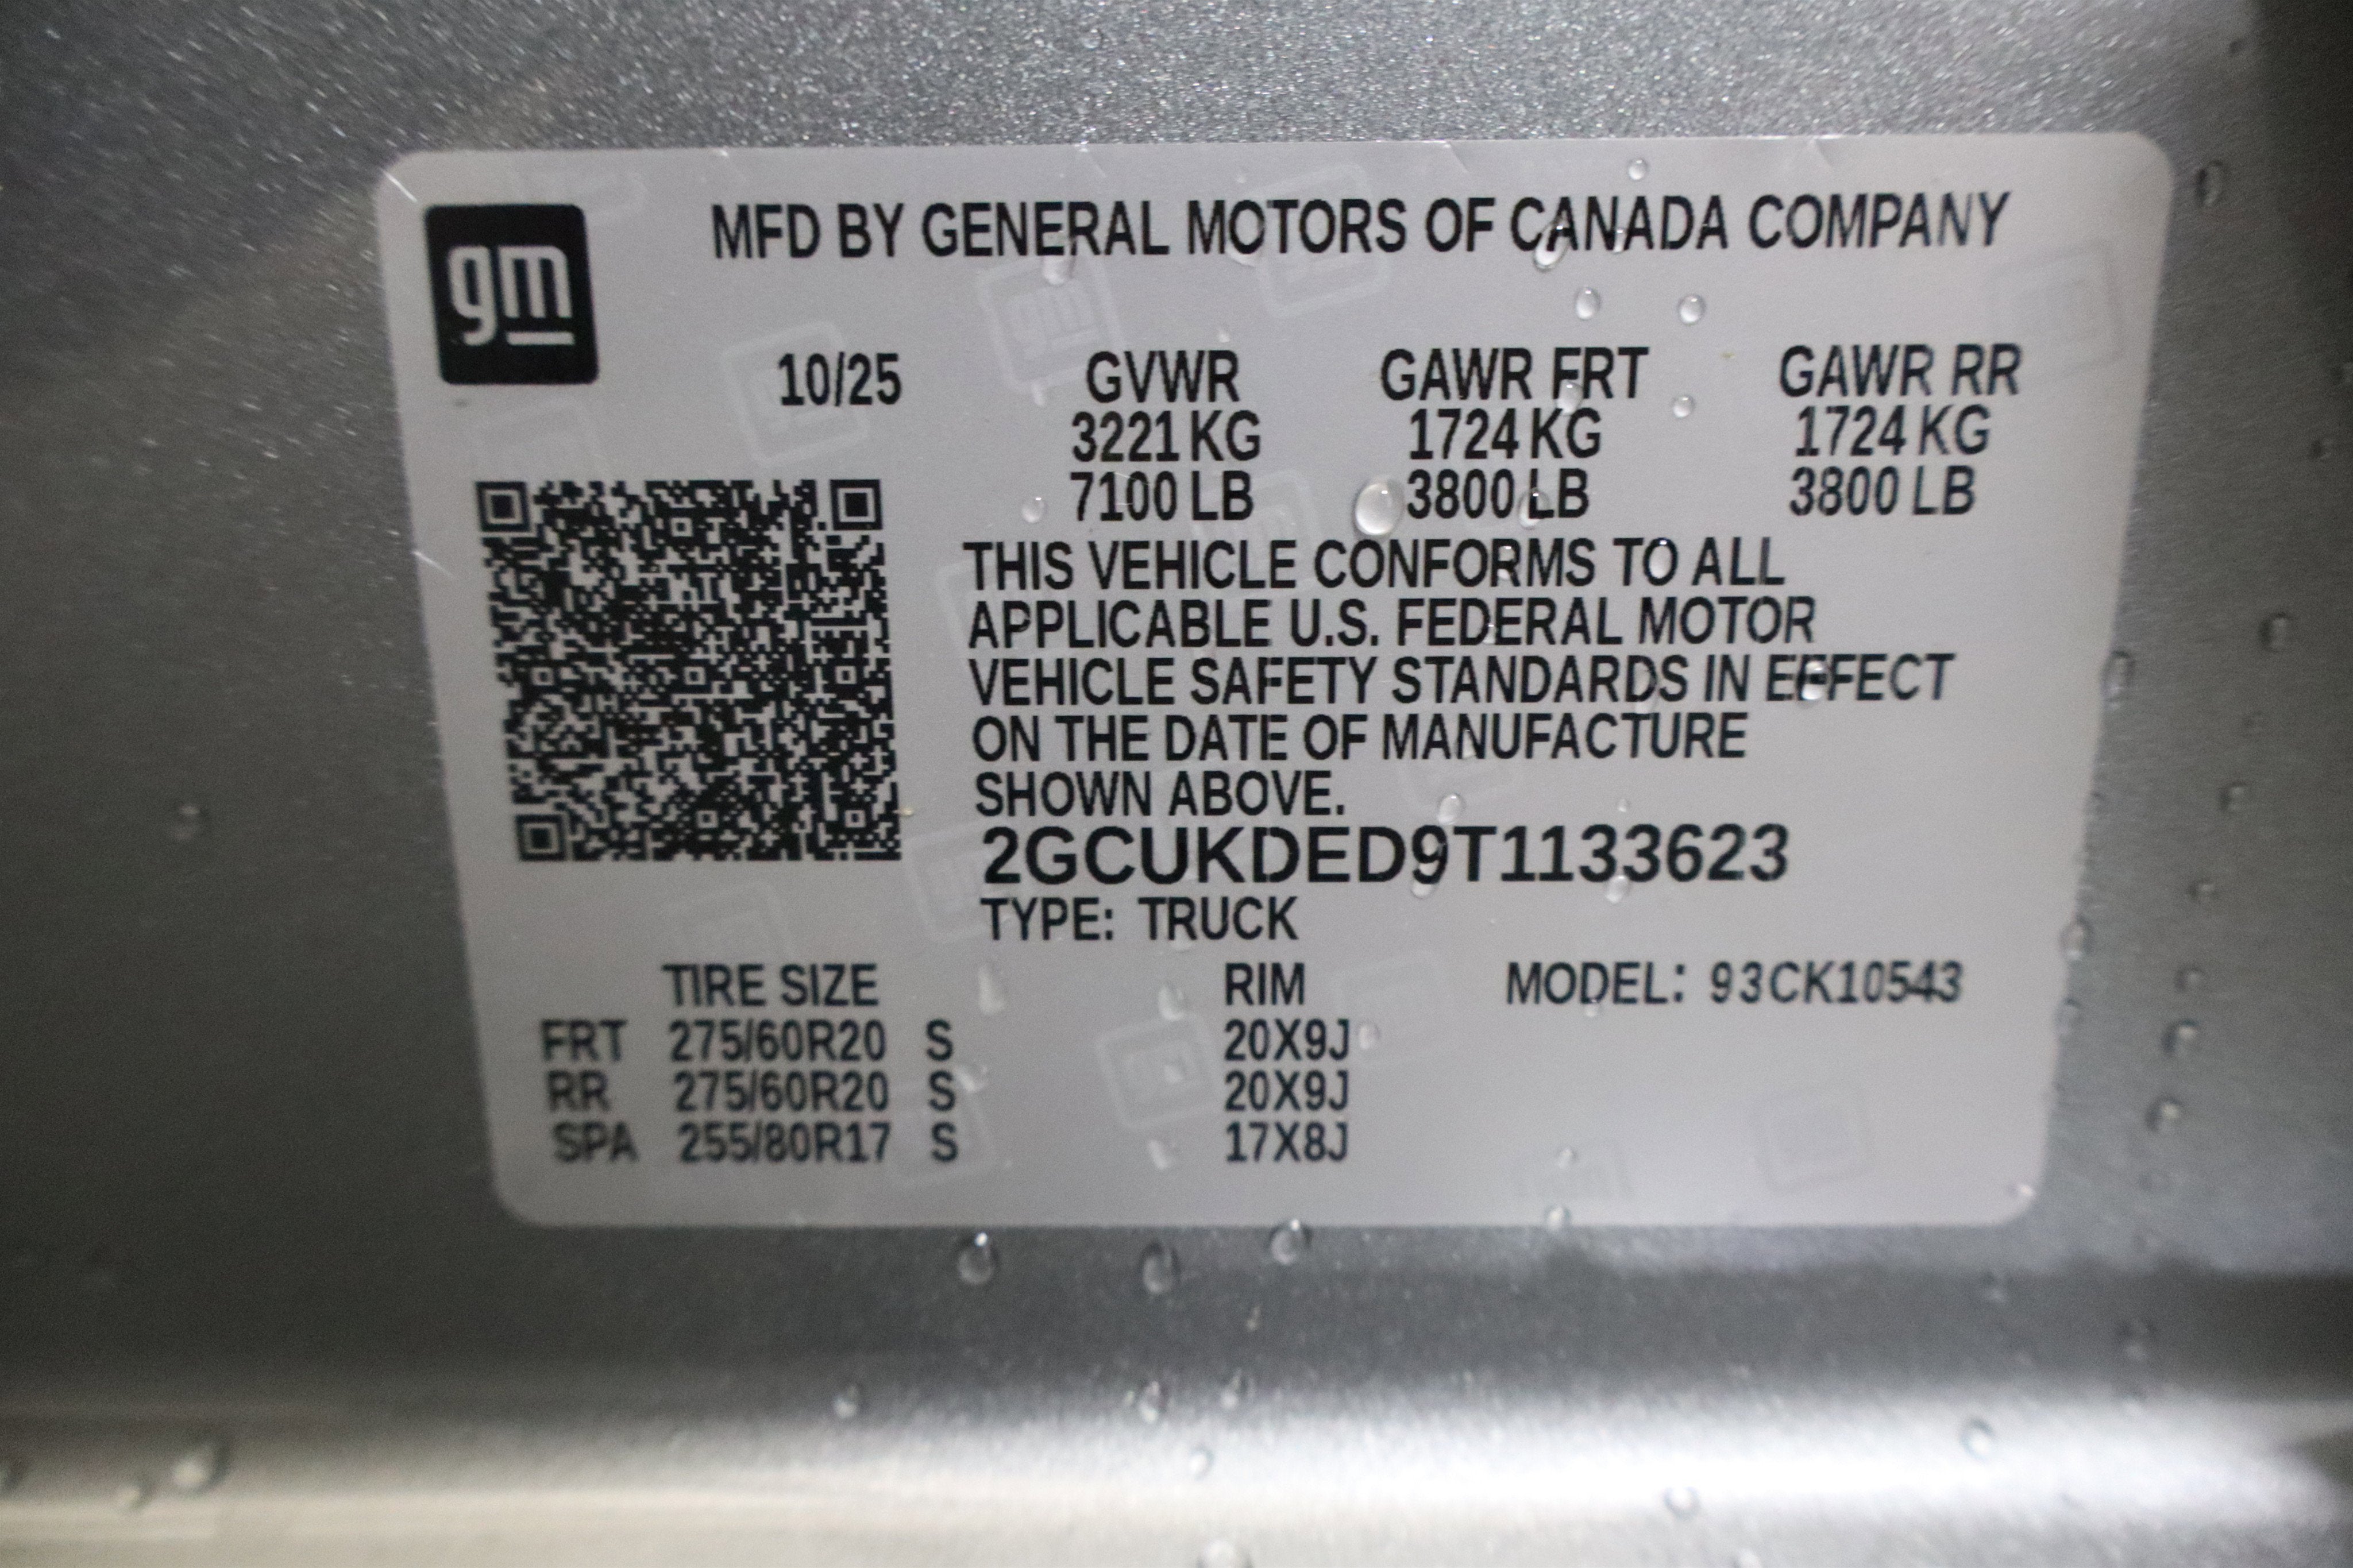 gm
MFD BY GENERAL MOTORS OF CANADA COMPANY
10/25 GVWR GAWR FRT GAWR RR
3221 KG 1724 KG 1724 KG
7100 LB 3800 LB 3800 LB
THIS VEHICLE CONFORMS TO ALL
APPLICABLE U.S. FEDERAL MOTOR
VEHICLE SAFETY STANDARDS IN EFFECT
ON THE DATE OF MANUFACTURE
SHOWN ABOVE.
2GCUKDED9T1133623
TYPE: TRUCK
TIRE SIZE RIM MODEL: 93CK10543
FRT 275/60R20 S 20X9J
RR 275/60R20 S 20X9J
SPA 255/80R17 S 17X8J